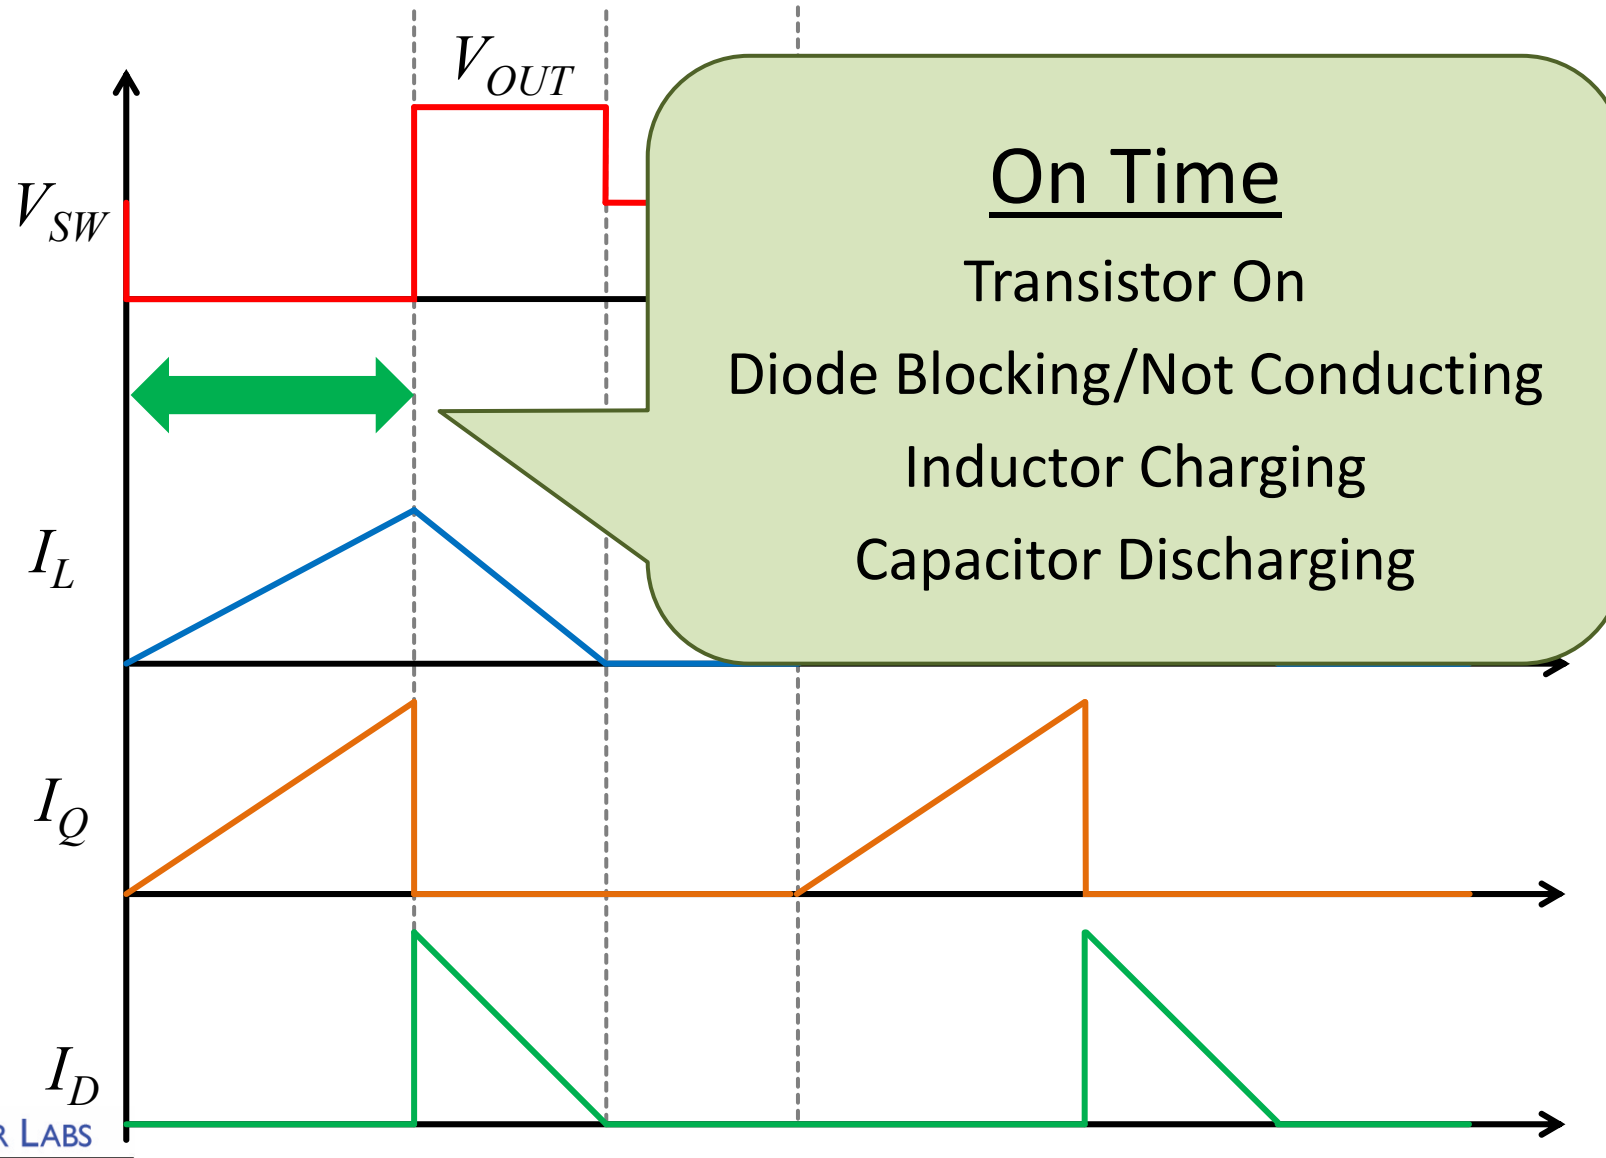 V_OUT
V_SW
On Time
Transistor On
Diode Blocking/Not Conducting
Inductor Charging
Capacitor Discharging
I_L
I_Q
I_D
R LABS